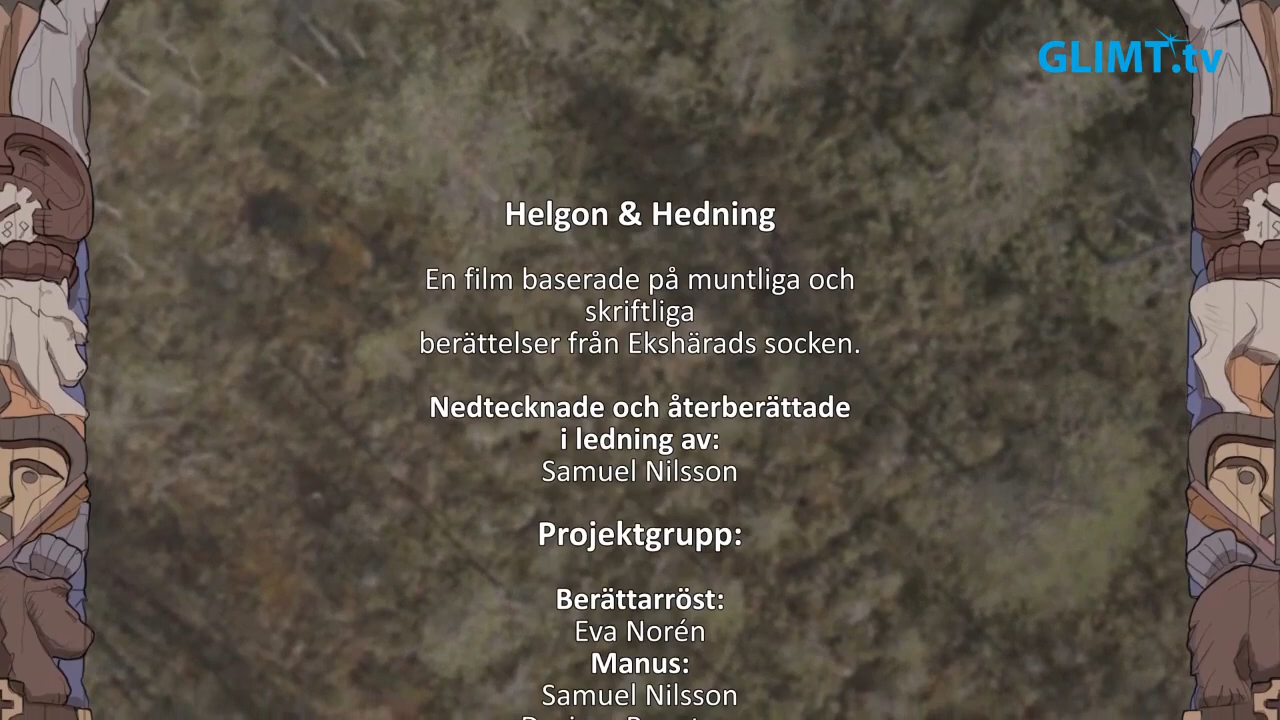 GLIMT.tv
Helgon & Hedning
En film baserade på muntliga och
skriftliga
berättelser från Ekshärads socken.
Nedtecknade och återberättade
i ledning av:
Samuel Nilsson
Projektgrupp:
Berättarröst:
Eva Norén
Manus:
Samuel Nilsson